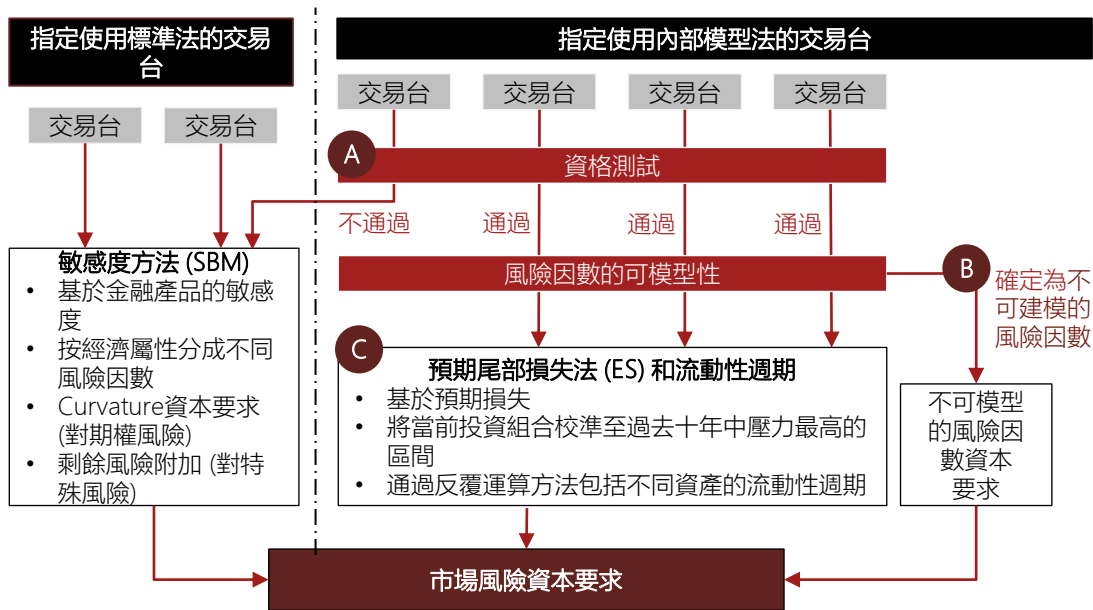 指定使用標準法的交易
台
交易台
交易台
敏感度方法 (SBM)
• 基於金融產品的敏感
度
• 按經濟屬性分成不同
風險因數
• Curvature資本要求
(對期權風險)
• 剩餘風險附加 (對特
殊風險)
指定使用內部模型法的交易台
交易台
交易台
交易台
交易台
A
資格測試
不通過
通過
通過
通過
風險因數的可模型性
B
確定為不
可建模的
風險因數
C
預期尾部損失法 (ES) 和流動性週期
• 基於預期損失
• 將當前投資組合校準至過去十年中壓力最高的
區間
• 通過反覆運算方法包括不同資產的流動性週期
不可模型
的風險因
數資本
要求
市場風險資本要求